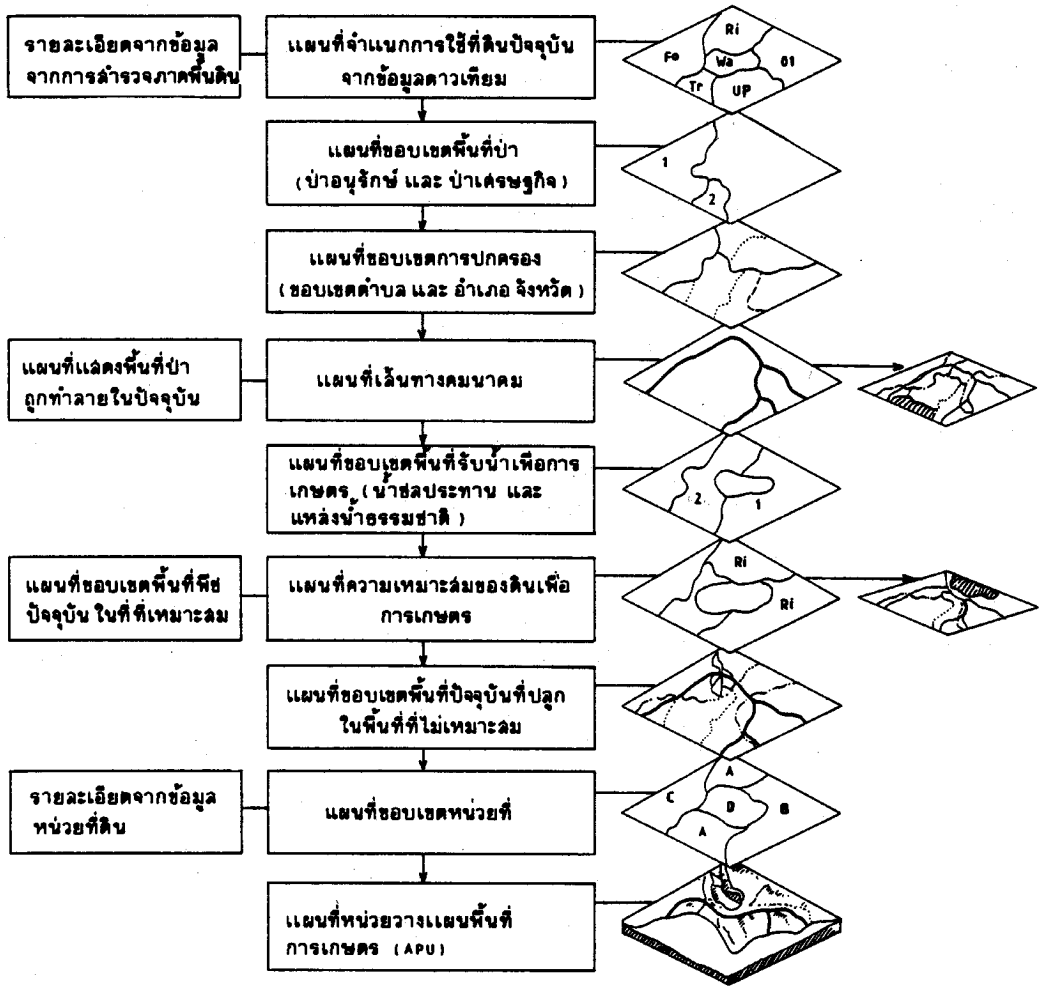 รายละเอียดจากข้อมูล
จากการสำรวจภาคพื้นดิน
แผนที่จำแนกการใช้ที่ดินปัจจุบัน
จากข้อมูลดาวเทียม
Fo
Ri
Wa
O1
Tr
UP
แผนที่ขอบเขตพื้นที่ป่า
(ป่าอนุรักษ์ และ ป่าเศรษฐกิจ)
1
2
แผนที่ขอบเขตการปกครอง
(ขอบเขตตำบล และ อำเภอ จังหวัด)
แผนที่แสดงพื้นที่ป่า
ถูกทำลายในปัจจุบัน
แผนที่เส้นทางคมนาคม
แผนที่ขอบเขตพื้นที่รับน้ำเพื่อการ
เกษตร (น้ำชลประทาน และ
แหล่งน้ำธรรมชาติ)
2
1
แผนที่ขอบเขตพื้นที่พืช
ปัจจุบัน ในที่ที่เหมาะสม
แผนที่ความเหมาะสมของดินเพื่อ
การเกษตร
Ri
Ri
แผนที่ขอบเขตพื้นที่ปัจจุบันที่ปลูก
ในพื้นที่ที่ไม่เหมาะสม
รายละเอียดจากข้อมูล
หน่วยที่ดิน
แผนที่ขอบเขตหน่วยที่
A
C
D
B
A
แผนที่หน่วยวางแผนพื้นที่
การเกษตร (APU)